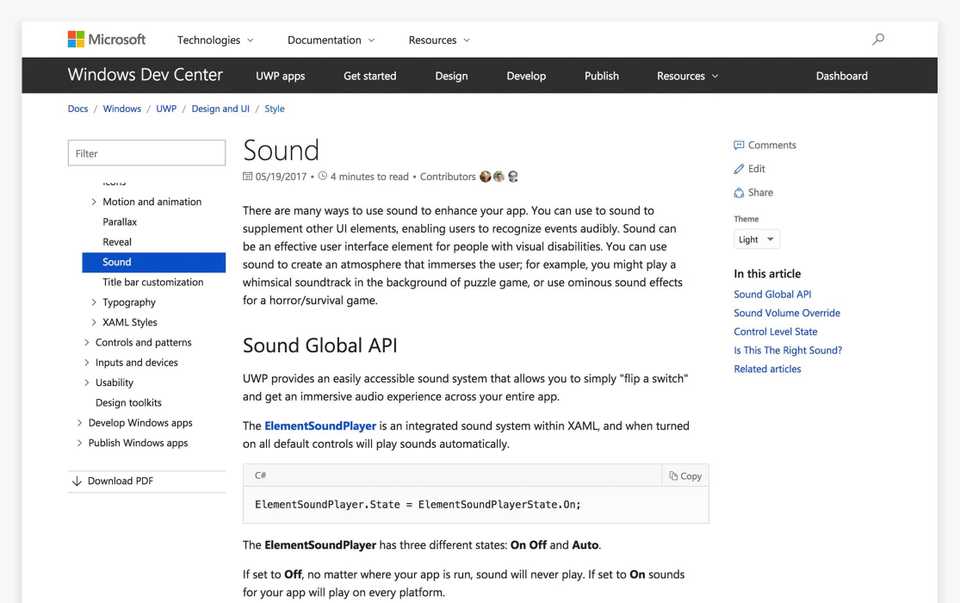 Microsoft Technologies Documentation Resources
Windows Dev Center UWP apps Get started Design Develop Publish Resources Dashboard
Docs / Windows / UWP / Design and UI / Style
Filter
Icons
Motion and animation
Parallax
Reveal
Sound
Title bar customization
Typography
XAML Styles
Controls and patterns
Inputs and devices
Usability
Design toolkits
Develop Windows apps
Publish Windows apps
Download PDF
Sound
05/19/2017 • 4 minutes to read • Contributors
There are many ways to use sound to enhance your app. You can use to sound to
supplement other UI elements, enabling users to recognize events audibly. Sound can
be an effective user interface element for people with visual disabilities. You can use
sound to create an atmosphere that immerses the user; for example, you might play a
whimsical soundtrack in the background of puzzle game, or use ominous sound effects
for a horror/survival game.
Sound Global API
UWP provides an easily accessible sound system that allows you to simply "flip a switch"
and get an immersive audio experience across your entire app.
The ElementSoundPlayer is an integrated sound system within XAML, and when turned
on all default controls will play sounds automatically.
C# Copy
ElementSoundPlayer.State = ElementSoundPlayerState.On;
The ElementSoundPlayer has three different states: On Off and Auto.
If set to Off, no matter where your app is run, sound will never play. If set to On sounds
for your app will play on every platform.
Comments
Edit
Share
Theme
Light
In this article
Sound Global API
Sound Volume Override
Control Level State
Is This The Right Sound?
Related articles